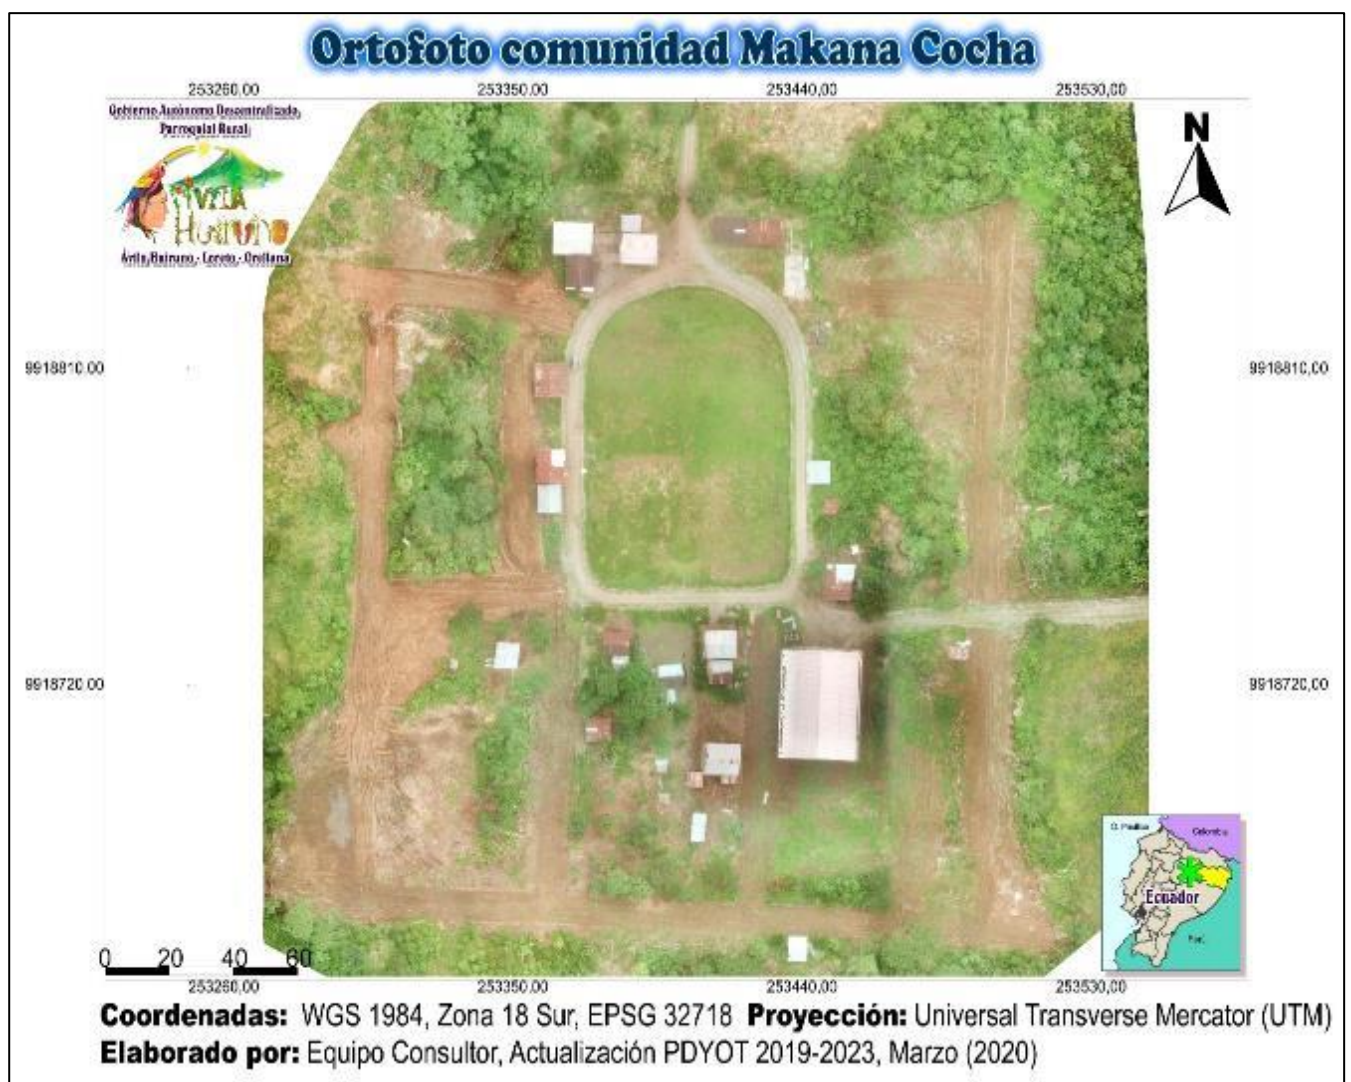 Ortofoto comunidad Makana Cocha
253260,00 253350,00 253440,00 253530,00
Gobierno Autónomo Descentralizado
Parroquial Rural
N
AVILA
HUIRUNO
Ávila Huiruno - Loreto - Orellana
9918810,00 9918810,00
9918720,00 9918720,00
O. Pacífico Colombia
Ecuador
Perú
0 20 40 60
253260,00 253350,00 253440,00 253530,00
Coordenadas: WGS 1984, Zona 18 Sur, EPSG 32718 Proyección: Universal Transverse Mercator (UTM)
Elaborado por: Equipo Consultor, Actualización PDYOT 2019-2023, Marzo (2020)